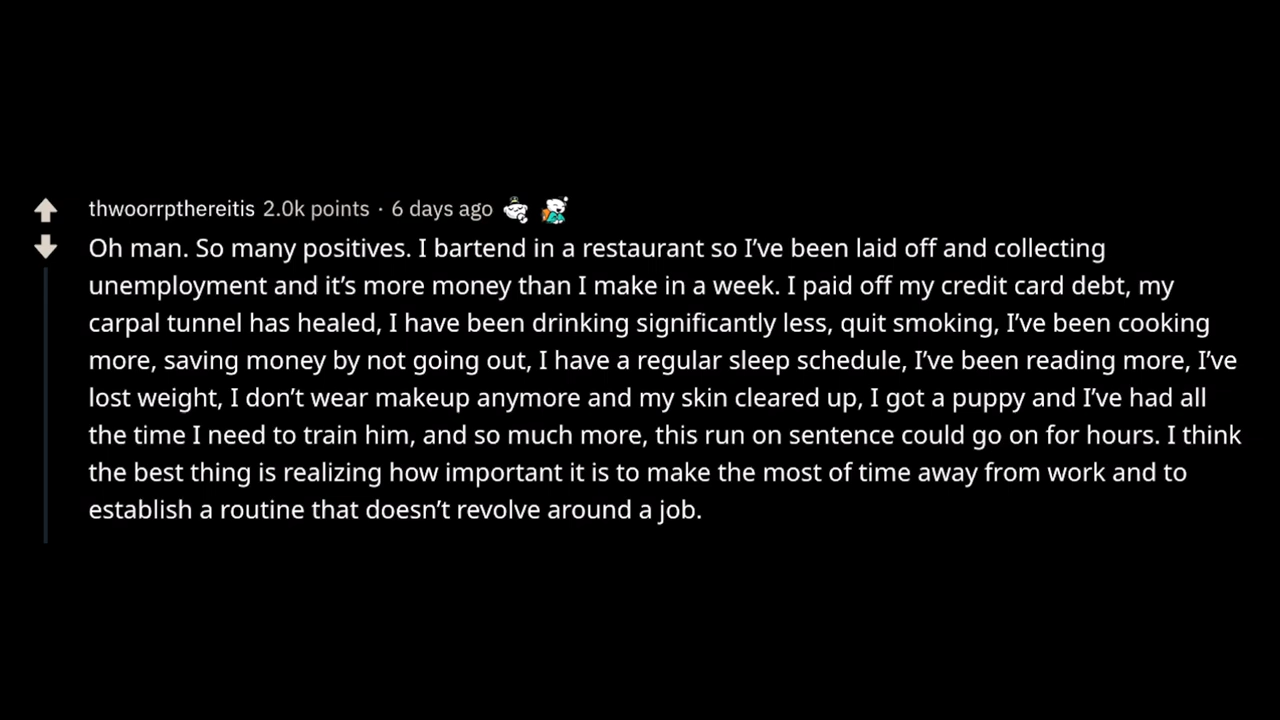 thwoorrpthereitis 2.0k points · 6 days ago
Oh man. So many positives. I bartend in a restaurant so I’ve been laid off and collecting
unemployment and it’s more money than I make in a week. I paid off my credit card debt, my
carpal tunnel has healed, I have been drinking significantly less, quit smoking, I’ve been cooking
more, saving money by not going out, I have a regular sleep schedule, I’ve been reading more, I’ve
lost weight, I don’t wear makeup anymore and my skin cleared up, I got a puppy and I’ve had all
the time I need to train him, and so much more, this run on sentence could go on for hours. I think
the best thing is realizing how important it is to make the most of time away from work and to
establish a routine that doesn’t revolve around a job.